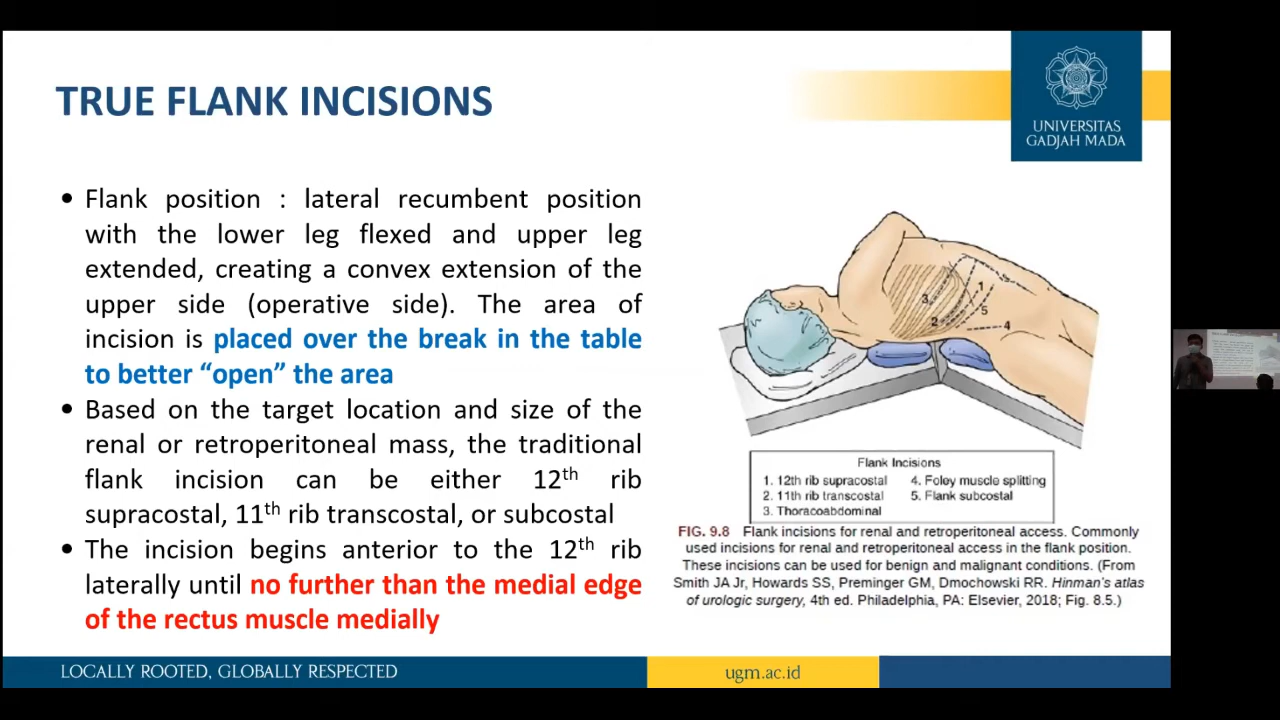 TRUE FLANK INCISIONS
UNIVERSITAS
GADJAH MADA
• Flank position : lateral recumbent position
with the lower leg flexed and upper leg
extended, creating a convex extension of the
upper side (operative side). The area of
incision is placed over the break in the table
to better “open” the area
• Based on the target location and size of the
renal or retroperitoneal mass, the traditional
flank incision can be either 12th rib
supracostal, 11th rib transcostal, or subcostal
• The incision begins anterior to the 12th rib
laterally until no further than the medial edge
of the rectus muscle medially
3
2
1
5
4
Flank Incisions
1. 12th rib supracostal
2. 11th rib transcostal
3. Thoracoabdominal
4. Foley muscle splitting
5. Flank subcostal
FIG. 9.8 Flank incisions for renal and retroperitoneal access. Commonly
used incisions for renal and retroperitoneal access in the flank position.
These incisions can be used for benign and malignant conditions. (From
Smith JA Jr, Howards SS, Preminger GM, Dmochowski RR. Hinman's atlas
of urologic surgery, 4th ed. Philadelphia, PA: Elsevier, 2018; Fig. 8.5.)
LOCALLY ROOTED, GLOBALLY RESPECTED
ugm.ac.id